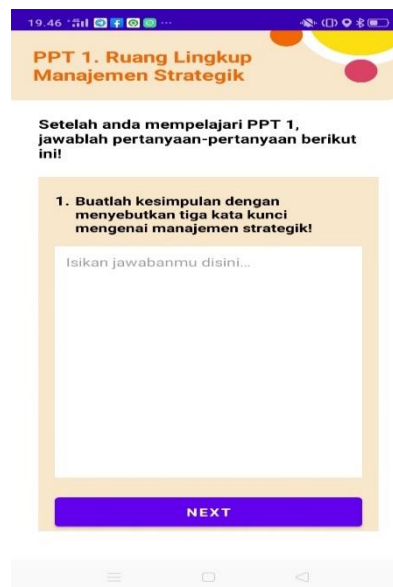 19.46
PPT 1. Ruang Lingkup
Manajemen Strategik
Setelah anda mempelajari PPT 1,
jawablah pertanyaan-pertanyaan berikut
ini!
1. Buatlah kesimpulan dengan
menyebutkan tiga kata kunci
mengenai manajemen strategik!
Isikan jawabanmu disini...
NEXT